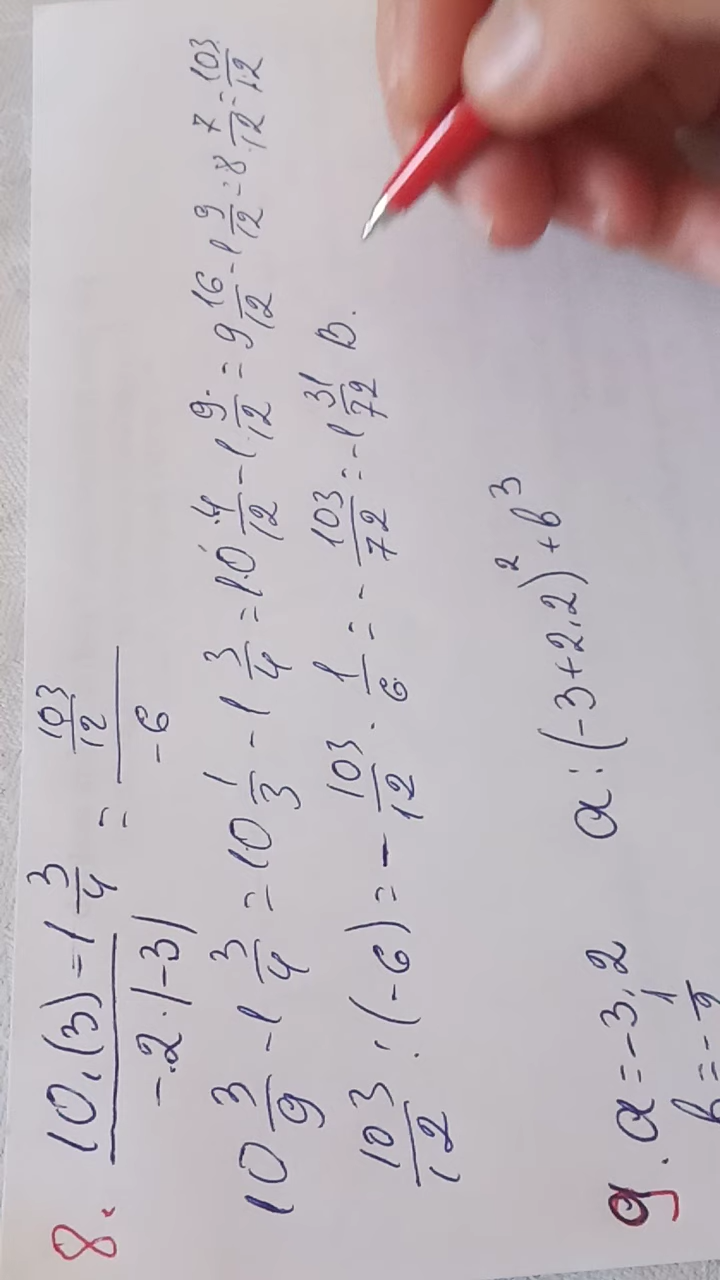 8. 10,(3) - 1 3/4 / -2·|-3| = 103/12 / -6
10 3/9 - 1 3/4 = 10 1/3 - 1 3/4 = 10 4/12 - 1 9/12 = 9 16/12 - 1 9/12 = 8 7/12 = 103/12
103/12 : (-6) = - 103/12 · 1/6 = - 103/72 = -1 31/72 B.
9. a = -3,2 a : (-3+2,2)² + b³
b = - 1/2